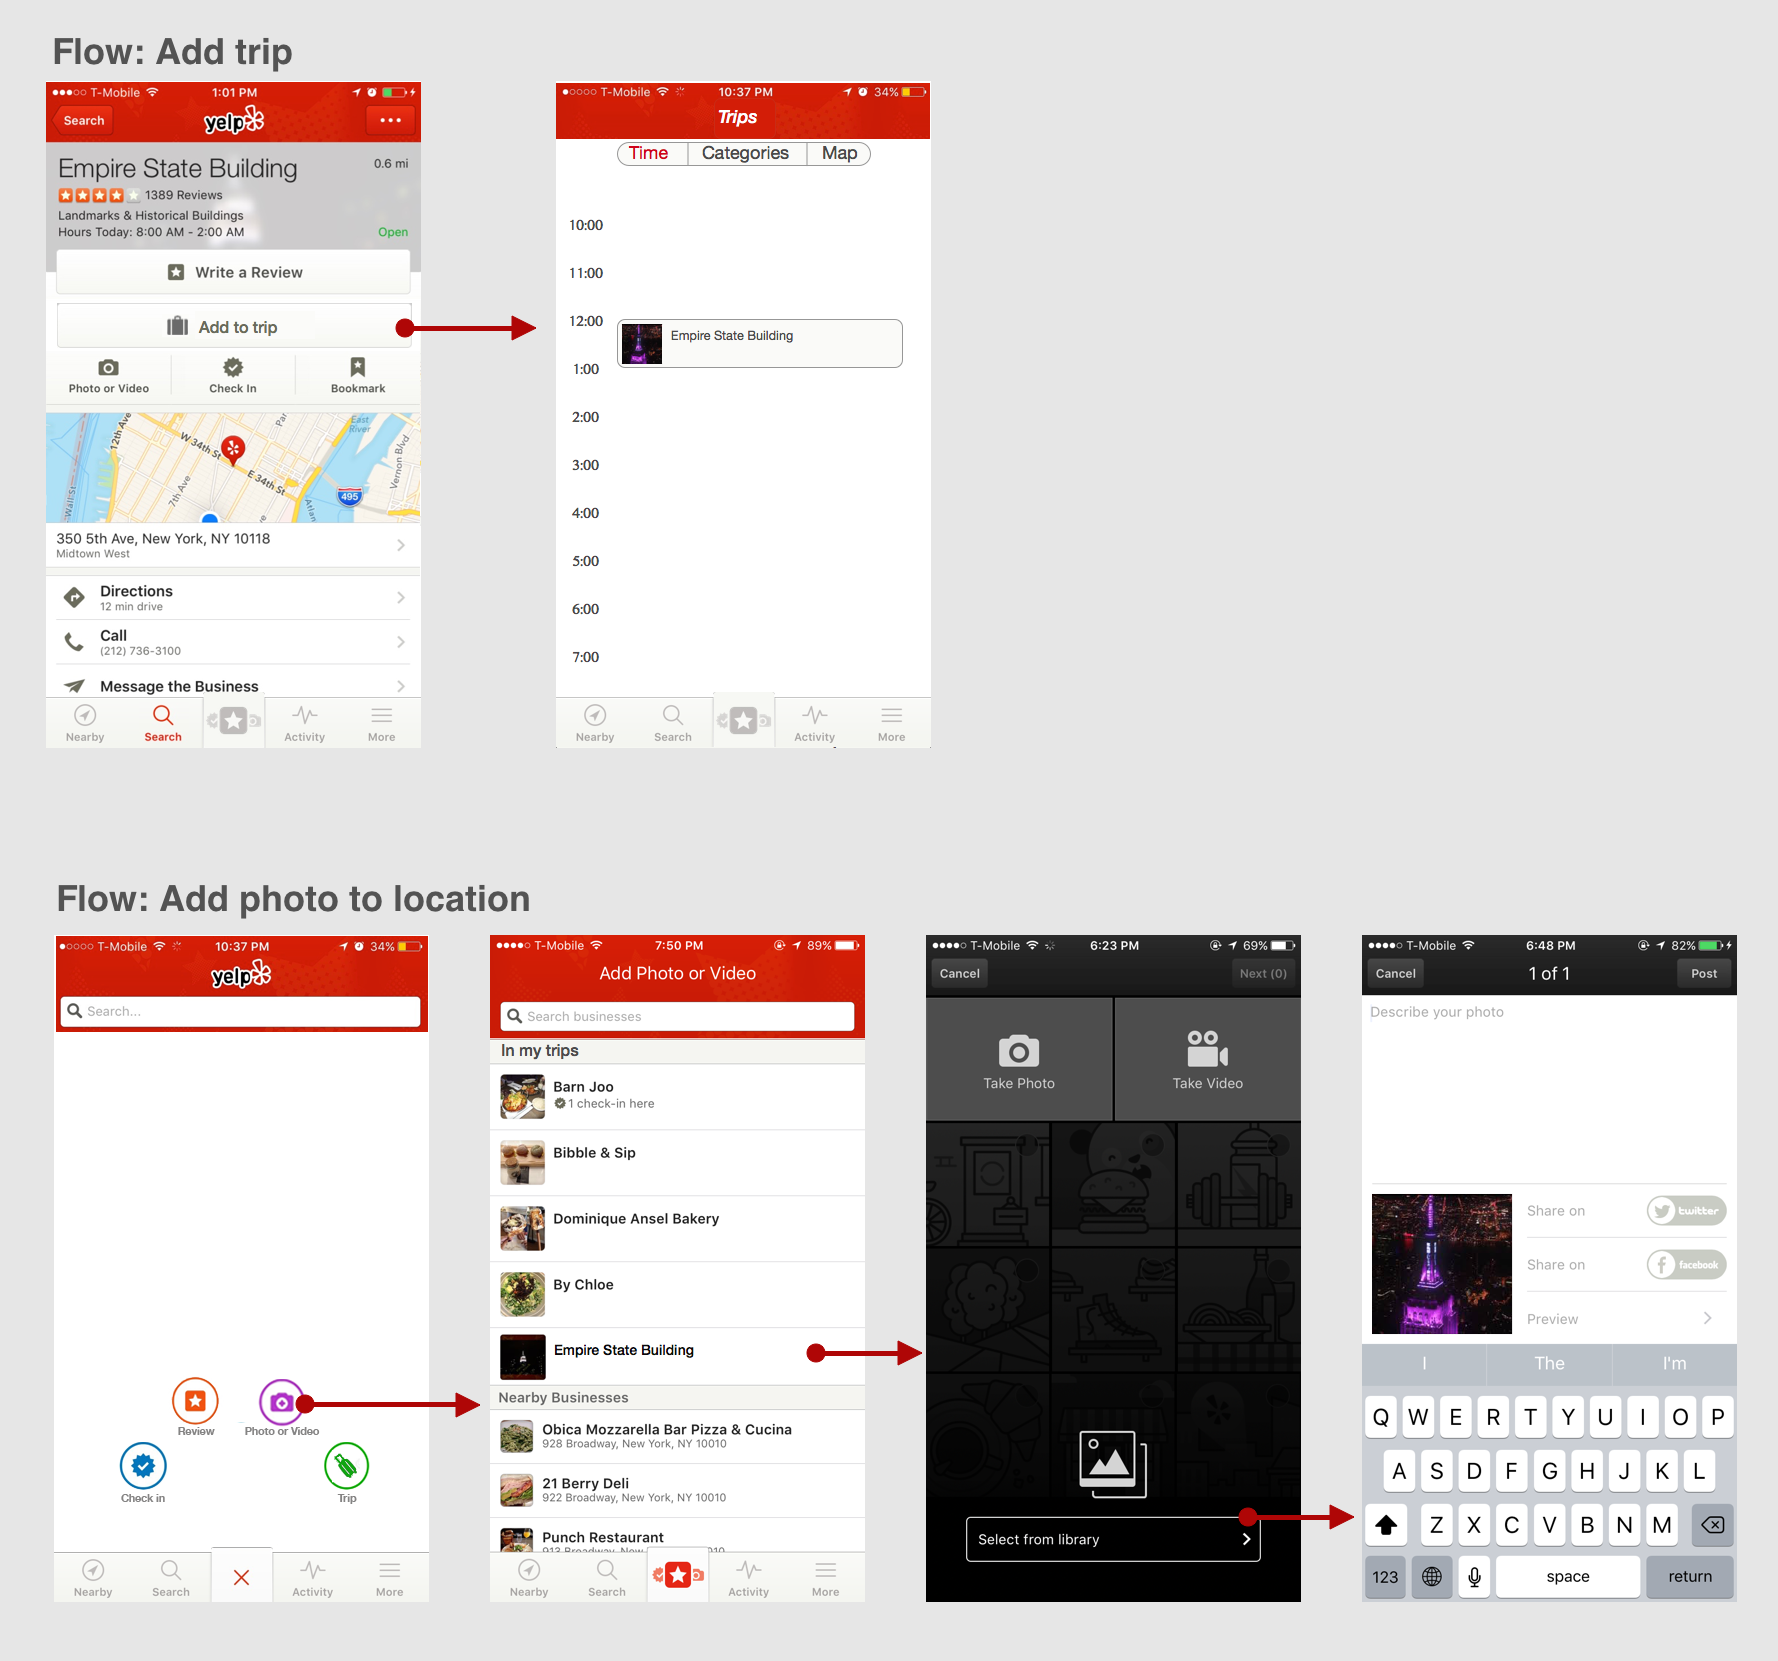 Flow: Add trip
T-Mobile 1:01 PM
Search yelp
Empire State Building 0.6 mi
1389 Reviews
Landmarks & Historical Buildings
Hours Today: 8:00 AM - 2:00 AM Open
Write a Review
Add to trip
Photo or Video Check In Bookmark
12th Ave
W 34th St
Par
East River
Wall St
7th Ave
E 34th St
495
Vernon Blvd
Atlan
350 5th Ave, New York, NY 10118
Midtown West
Directions
12 min drive
Call
(212) 736-3100
Message the Business
Nearby Search Activity More
T-Mobile 10:37 PM 34%
Trips
Time Categories Map
10:00
11:00
12:00
Empire State Building
1:00
2:00
3:00
4:00
5:00
6:00
7:00
Nearby Search Activity More
Flow: Add photo to location
T-Mobile 10:37 PM 34%
yelp
Search...
Review Photo or Video
Check in Trip
Nearby Search Activity More
T-Mobile 7:50 PM 89%
Add Photo or Video
Search businesses
In my trips
Barn Joo
1 check-in here
Bibble & Sip
Dominique Ansel Bakery
By Chloe
Empire State Building
Nearby Businesses
Obica Mozzarella Bar Pizza & Cucina
928 Broadway, New York, NY 10010
21 Berry Deli
922 Broadway, New York, NY 10010
Punch Restaurant
913 Broadway, New York, NY 10010
Nearby Search Activity More
T-Mobile 6:23 PM 69%
Cancel Next (0)
Take Photo Take Video
Select from library
T-Mobile 6:48 PM 82%
Cancel 1 of 1 Post
Describe your photo
Share on twitter
Share on facebook
Preview
I The I'm
Q W E R T Y U I O P
A S D F G H J K L
Z X C V B N M
123 space return